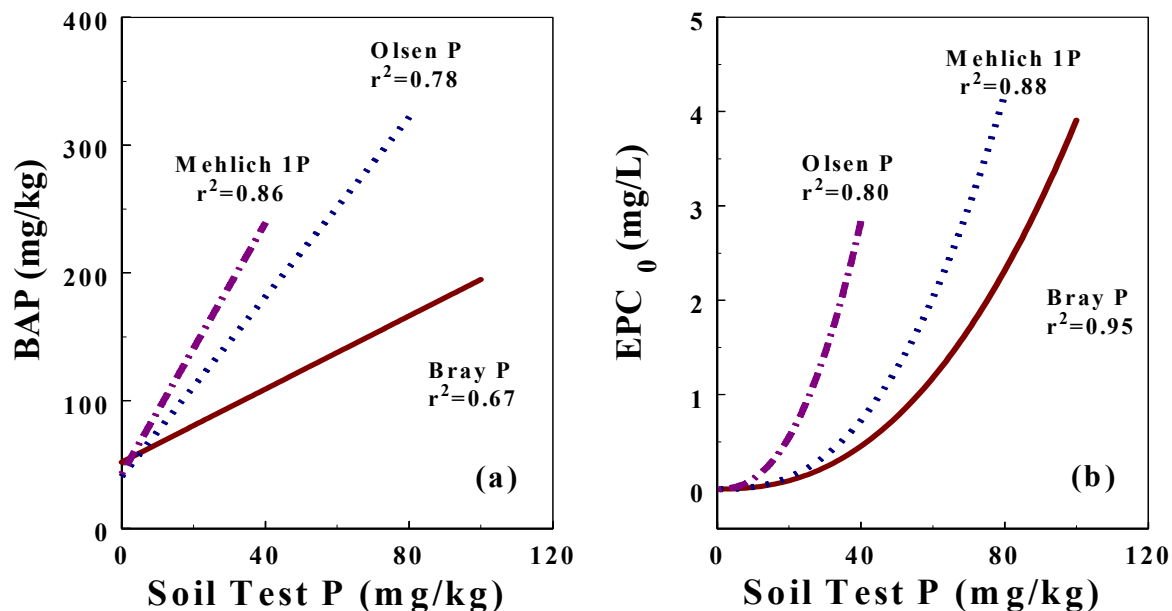 400
300
200
100
0
BAP (mg/kg)
Olsen P
r²=0.78
Mehlich 1P
r²=0.86
Bray P
r²=0.67
(a)
0 40 80 120
Soil Test P (mg/kg)
5
4
3
2
1
0
EPC 0 (mg/L)
Mehlich 1P
r²=0.88
Olsen P
r²=0.80
Bray P
r²=0.95
(b)
0 40 80 120
Soil Test P (mg/kg)